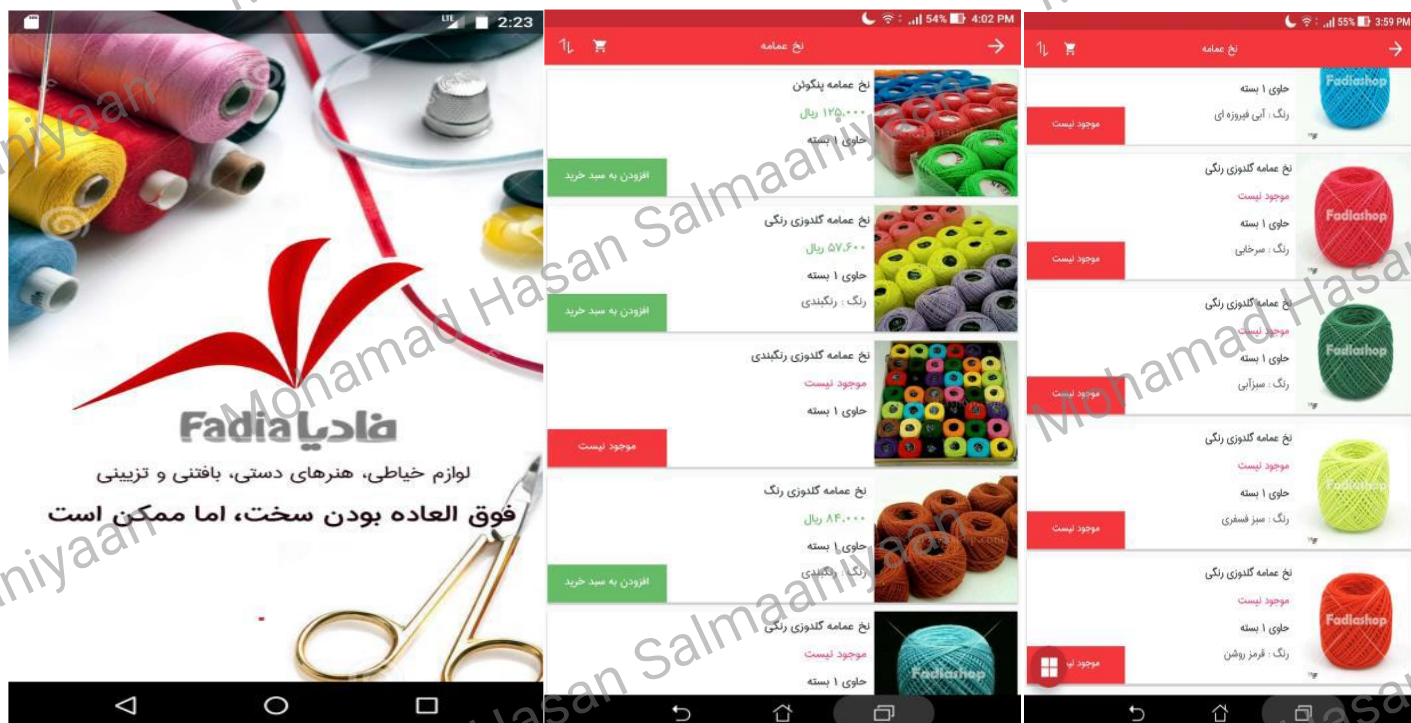 LTE 2:23
Fadia فادیا
لوازم خیاطی، هنرهای دستی، بافتنی و تزیینی
فوق العاده بودن سخت، اما ممکن است
54% 4:02 PM
نخ عمامه
نخ عمامه پنگوئن
۱۲۵,۰۰۰ ریال
حاوی ۱ بسته
افزودن به سبد خرید
نخ عمامه گلدوزی رنگی
۵۷,۶۰۰ ریال
حاوی ۱ بسته
رنگ : رنگبندی
افزودن به سبد خرید
نخ عمامه گلدوزی رنگبندی
موجود نیست
حاوی ۱ بسته
موجود نیست
نخ عمامه گلدوزی رنگ
۸۴,۰۰۰ ریال
حاوی ۱ بسته
رنگ : رنگبندی
افزودن به سبد خرید
نخ عمامه گلدوزی رنگی
موجود نیست
حاوی ۱ بسته
Fadiashop
55% 3:59 PM
نخ عمامه
Fadiashop
حاوی ۱ بسته
رنگ : آبی فیروزه ای
موجود نیست
نخ عمامه گلدوزی رنگی
موجود نیست
Fadiashop
حاوی ۱ بسته
رنگ : سرخابی
موجود نیست
نخ عمامه گلدوزی رنگی
موجود نیست
Fadiashop
حاوی ۱ بسته
رنگ : سبزآبی
موجود نیست
نخ عمامه گلدوزی رنگی
موجود نیست
Fadiashop
حاوی ۱ بسته
رنگ : سبز فسفری
موجود نیست
نخ عمامه گلدوزی رنگی
موجود نیست
Fadiashop
حاوی ۱ بسته
رنگ : قرمز روشن
موجود
Mohamad Hasan Salmaaniyaan